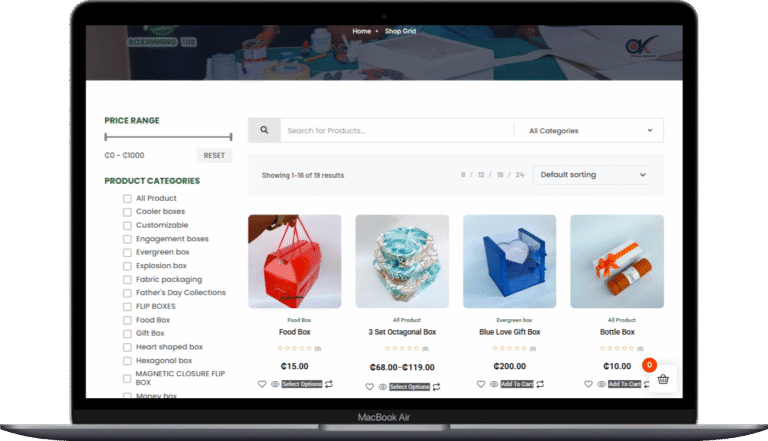 Home • Shop Grid
BOXMAKING 100
AK
PRICE RANGE
₵0 – ₵1000
RESET
PRODUCT CATEGORIES
All Product
Cooler boxes
Customizable
Engagement boxes
Evergreen box
Explosion box
Fabric packaging
Father's Day Collections
FLIP BOXES
Food Box
Gift Box
Heart shaped box
Hexagonal box
MAGNETIC CLOSURE FLIP
BOX
Money box
Search for Products..
All Categories
Showing 1–16 of 19 results
8 / 12 / 18 / 24
Default sorting
Food Box
Food Box
(0)
₵15.00
Select Options
All Product
3 Set Octagonal Box
(0)
₵68.00–₵119.00
Select Options
Evergreen box
Blue Love Gift Box
(0)
₵200.00
Add To Cart
All Product
Bottle Box
(0)
₵10.00
Add To Cart
0
MacBook Air